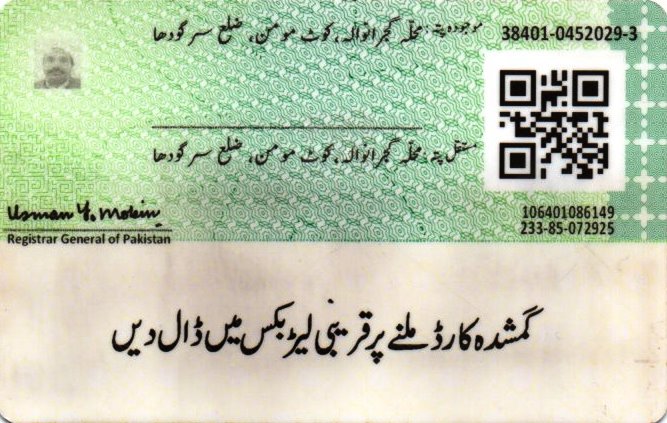 موجودہ پتہ: محلہ گجرانوالہ، کوٹ مومن، ضلع سرگودھا
38401-0452029-3
مستقل پتہ: محلہ گجرانوالہ، کوٹ مومن، ضلع سرگودھا
106401086149
233-85-072925
Usman Y. Mobin
Registrar General of Pakistan
گمشدہ کارڈ ملنے پر قریبی لیٹر بکس میں ڈال دیں